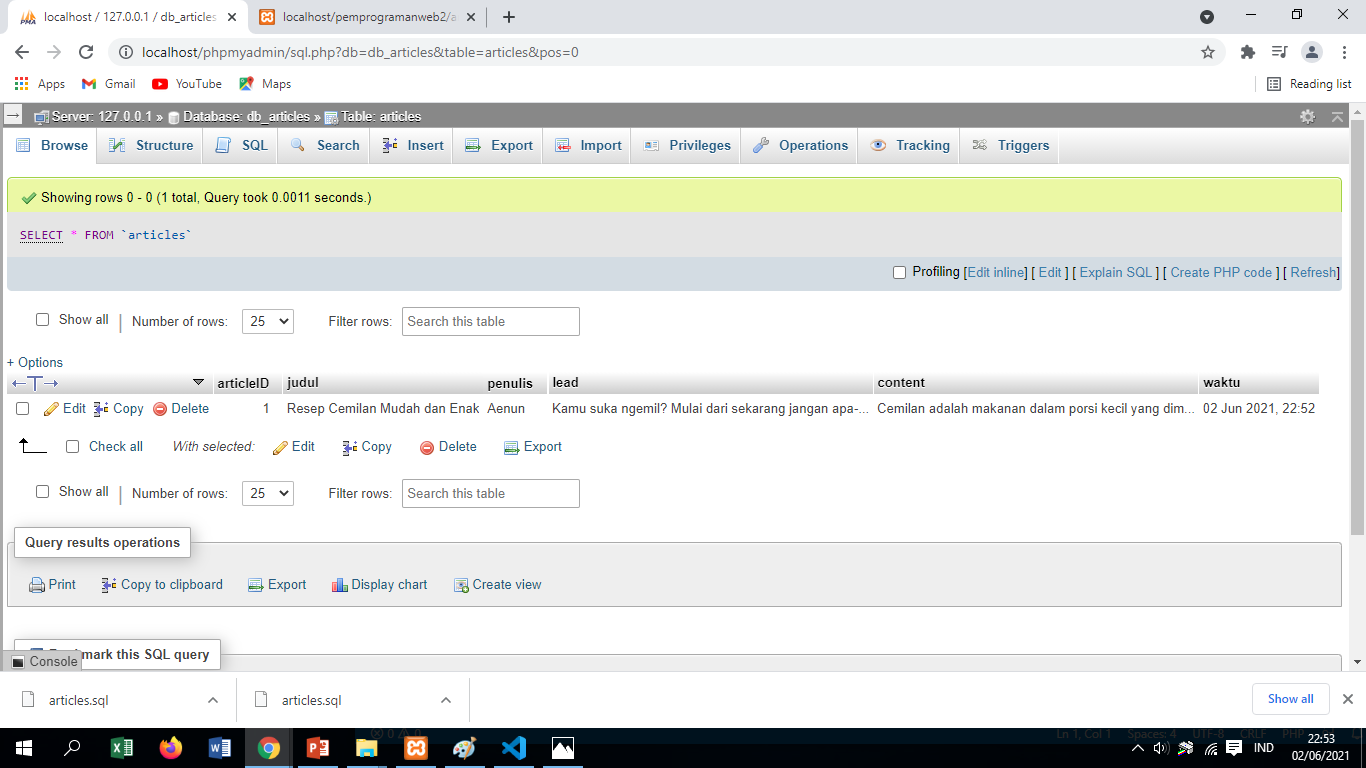 localhost / 127.0.0.1 / db_articles
localhost/pemprogramanweb2/a
localhost/phpmyadmin/sql.php?db=db_articles&table=articles&pos=0
Apps Gmail YouTube Maps Reading list
Server: 127.0.0.1 » Database: db_articles » Table: articles
Browse Structure SQL Search Insert Export Import Privileges Operations Tracking Triggers
Showing rows 0 - 0 (1 total, Query took 0.0011 seconds.)
SELECT * FROM `articles`
Profiling [Edit inline] [ Edit ] [ Explain SQL ] [ Create PHP code ] [ Refresh]
Show all | Number of rows: 25 Filter rows: Search this table
+ Options
←T→ articleID judul penulis lead content waktu
Edit Copy Delete 1 Resep Cemilan Mudah dan Enak Aenun Kamu suka ngemil? Mulai dari sekarang jangan apa-... Cemilan adalah makanan dalam porsi kecil yang dim... 02 Jun 2021, 22:52
Check all With selected: Edit Copy Delete Export
Show all | Number of rows: 25 Filter rows: Search this table
Query results operations
Print Copy to clipboard Export Display chart Create view
mark this SQL query
Console
articles.sql articles.sql Show all
Ln 1, Col 1 Spaces: 4 UTF-8 CRLF PHP
IND 22:53
02/06/2021